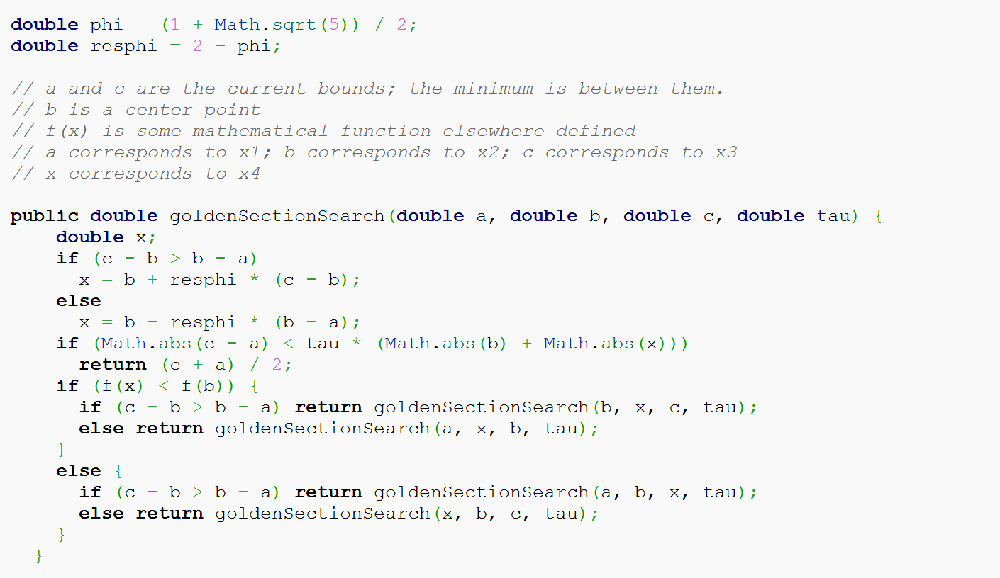 double phi = (1 + Math.sqrt(5)) / 2;
double resphi = 2 - phi;

// a and c are the current bounds; the minimum is between them.
// b is a center point
// f(x) is some mathematical function elsewhere defined
// a corresponds to x1; b corresponds to x2; c corresponds to x3
// x corresponds to x4

public double goldenSectionSearch(double a, double b, double c, double tau) {
    double x;
    if (c - b > b - a)
      x = b + resphi * (c - b);
    else
      x = b - resphi * (b - a);
    if (Math.abs(c - a) < tau * (Math.abs(b) + Math.abs(x)))
      return (c + a) / 2;
    if (f(x) < f(b)) {
      if (c - b > b - a) return goldenSectionSearch(b, x, c, tau);
      else return goldenSectionSearch(a, x, b, tau);
    }
    else {
      if (c - b > b - a) return goldenSectionSearch(a, b, x, tau);
      else return goldenSectionSearch(x, b, c, tau);
    }
  }